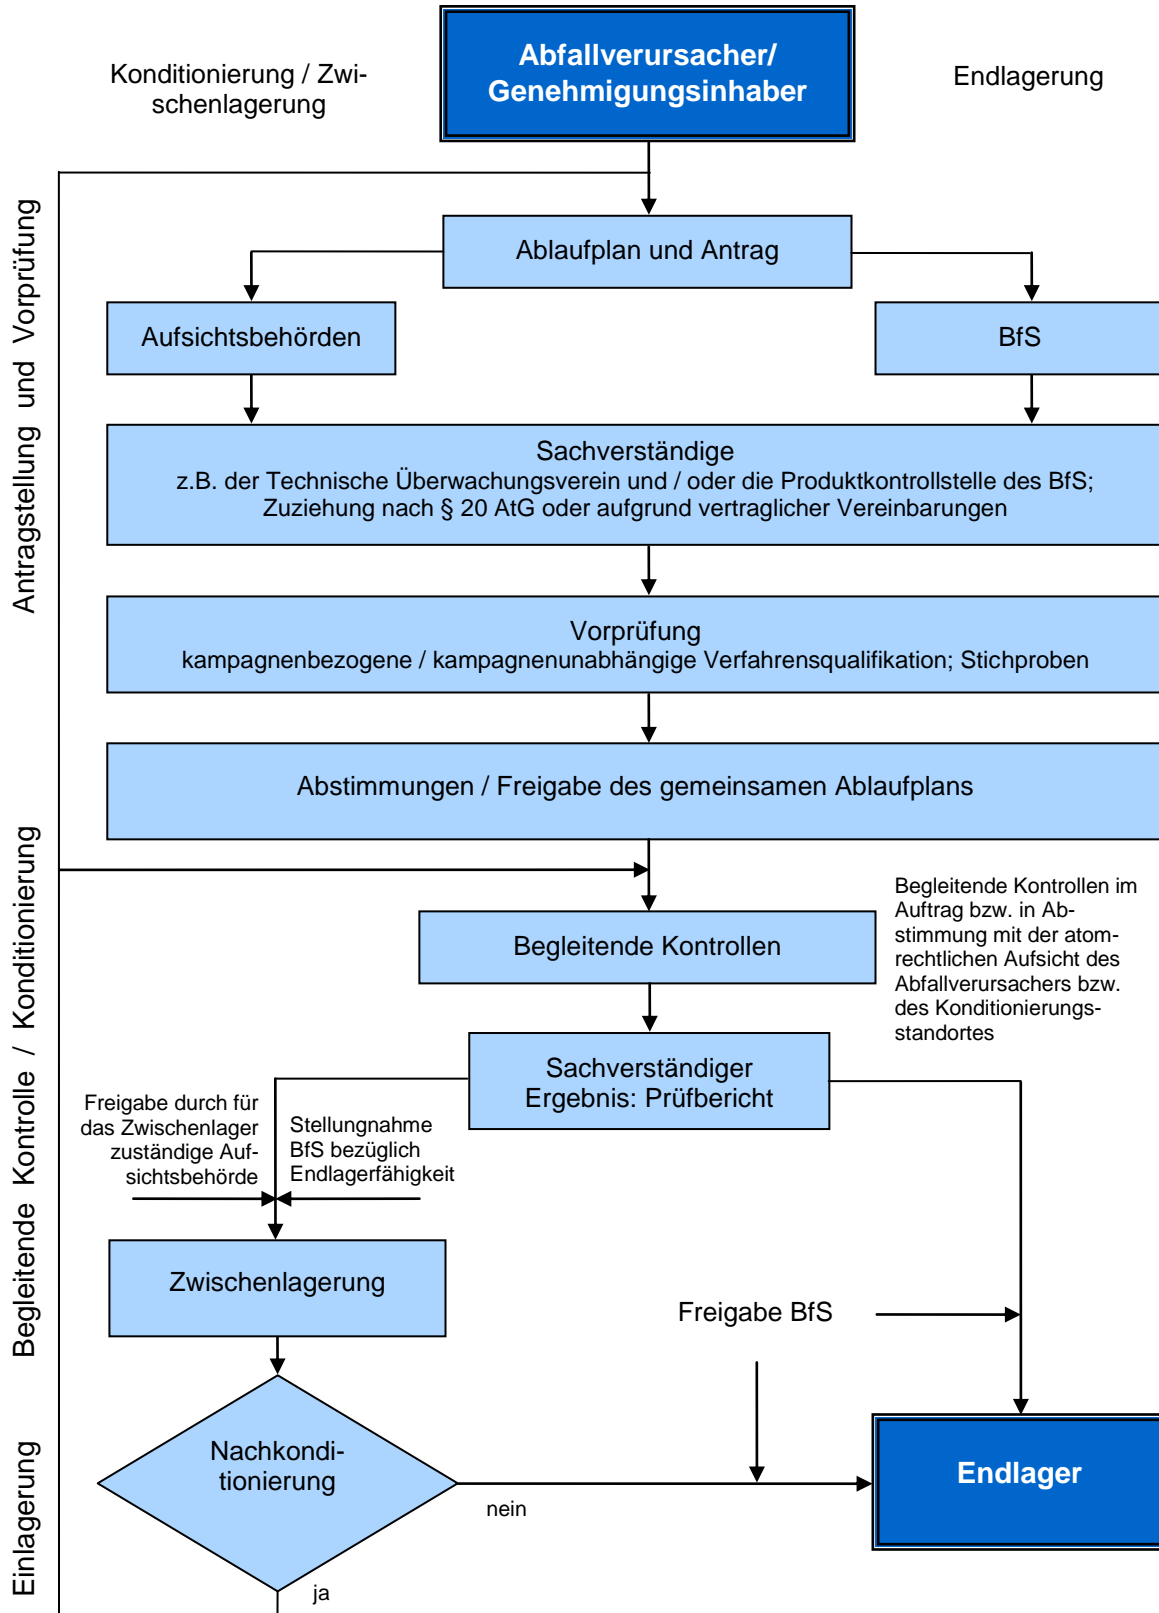 Konditionierung / Zwi-
schenlagerung
Abfallverursacher/
Genehmigungsinhaber
Endlagerung
Antragstellung und Vorprüfung
Ablaufplan und Antrag
Aufsichtsbehörden
BfS
Sachverständige
z.B. der Technische Überwachungsverein und / oder die Produktkontrollstelle des BfS;
Zuziehung nach § 20 AtG oder aufgrund vertraglicher Vereinbarungen
Vorprüfung
kampagnenbezogene / kampagnenunabhängige Verfahrensqualifikation; Stichproben
Abstimmungen / Freigabe des gemeinsamen Ablaufplans
Begleitende Kontrolle / Konditionierung
Begleitende Kontrollen
Begleitende Kontrollen im
Auftrag bzw. in Ab-
stimmung mit der atom-
rechtlichen Aufsicht des
Abfallverursachers bzw.
des Konditionierungs-
standortes
Sachverständiger
Ergebnis: Prüfbericht
Freigabe durch für
das Zwischenlager
zuständige Auf-
sichtsbehörde
Stellungnahme
BfS bezüglich
Endlagerfähigkeit
Zwischenlagerung
Freigabe BfS
Einlagerung
Nachkondi-
tionierung
nein
Endlager
ja